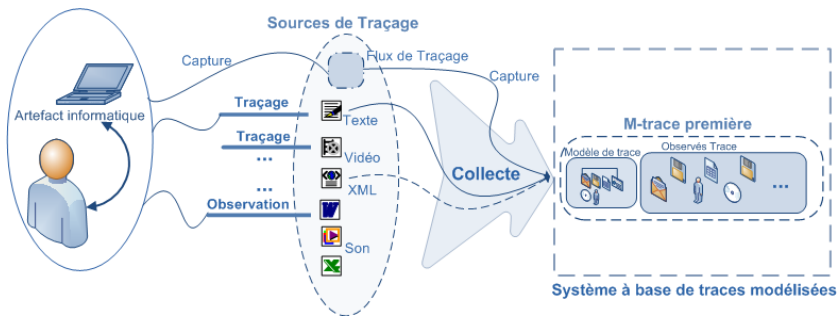 Sources de Traçage
Capture
Flux de Traçage
Capture
Artefact informatique
Traçage
Texte
Traçage
Vidéo
...
...
XML
Observation
Son
Collecte
M-trace première
Modèle de trace
Observés Trace
...
Système à base de traces modélisées